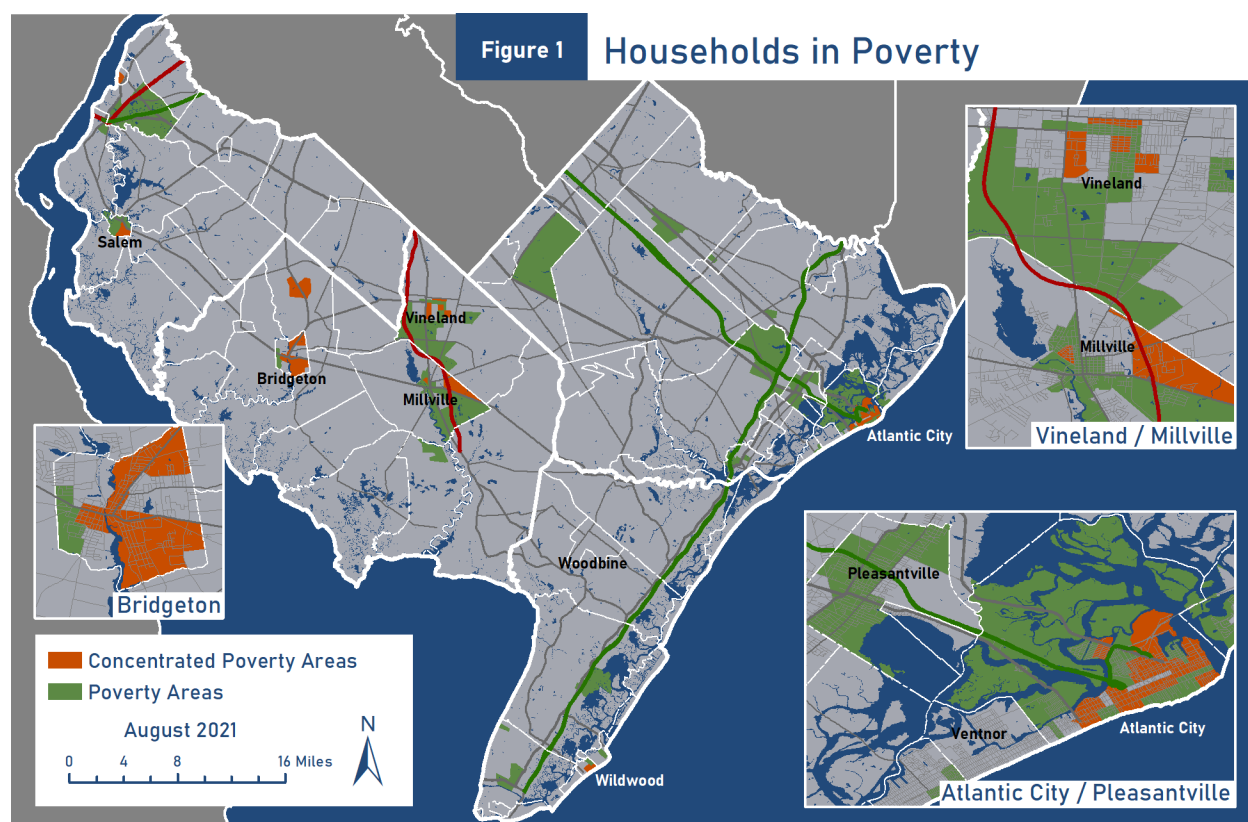 Figure 1
Households in Poverty
Vineland
Millville
Vineland / Millville
Salem
Vineland
Bridgeton
Millville
Atlantic City
Bridgeton
Woodbine
Pleasantville
Ventnor
Atlantic City
Atlantic City / Pleasantville
Wildwood
Concentrated Poverty Areas
Poverty Areas
August 2021
N
0 4 8 16 Miles